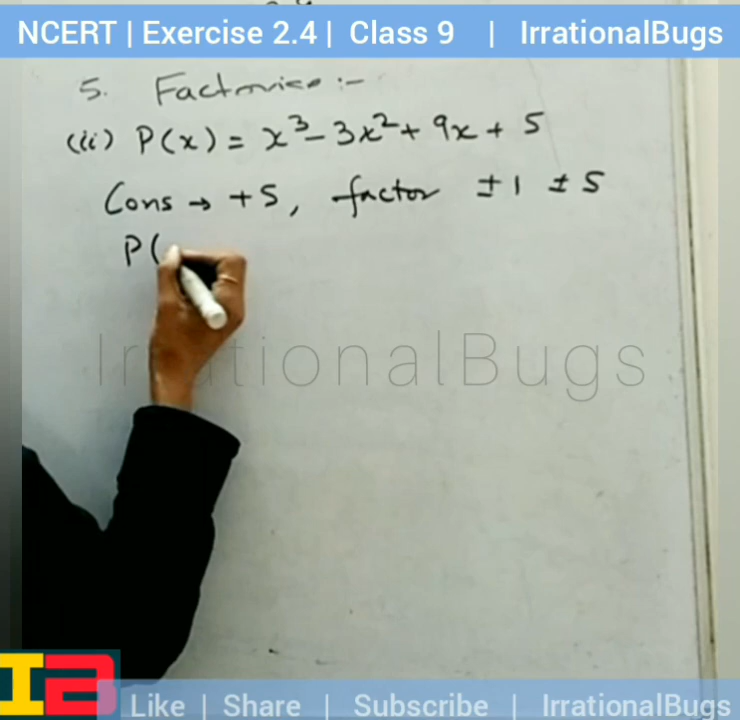 NCERT | Exercise 2.4 | Class 9 | IrrationalBugs
5. Factorise :-
(ii) P(x) = x³ - 3x² + 9x + 5
Cons → +5, factor ±1 ±5
P(
IrrationalBugs
Like | Share | Subscribe | IrrationalBugs